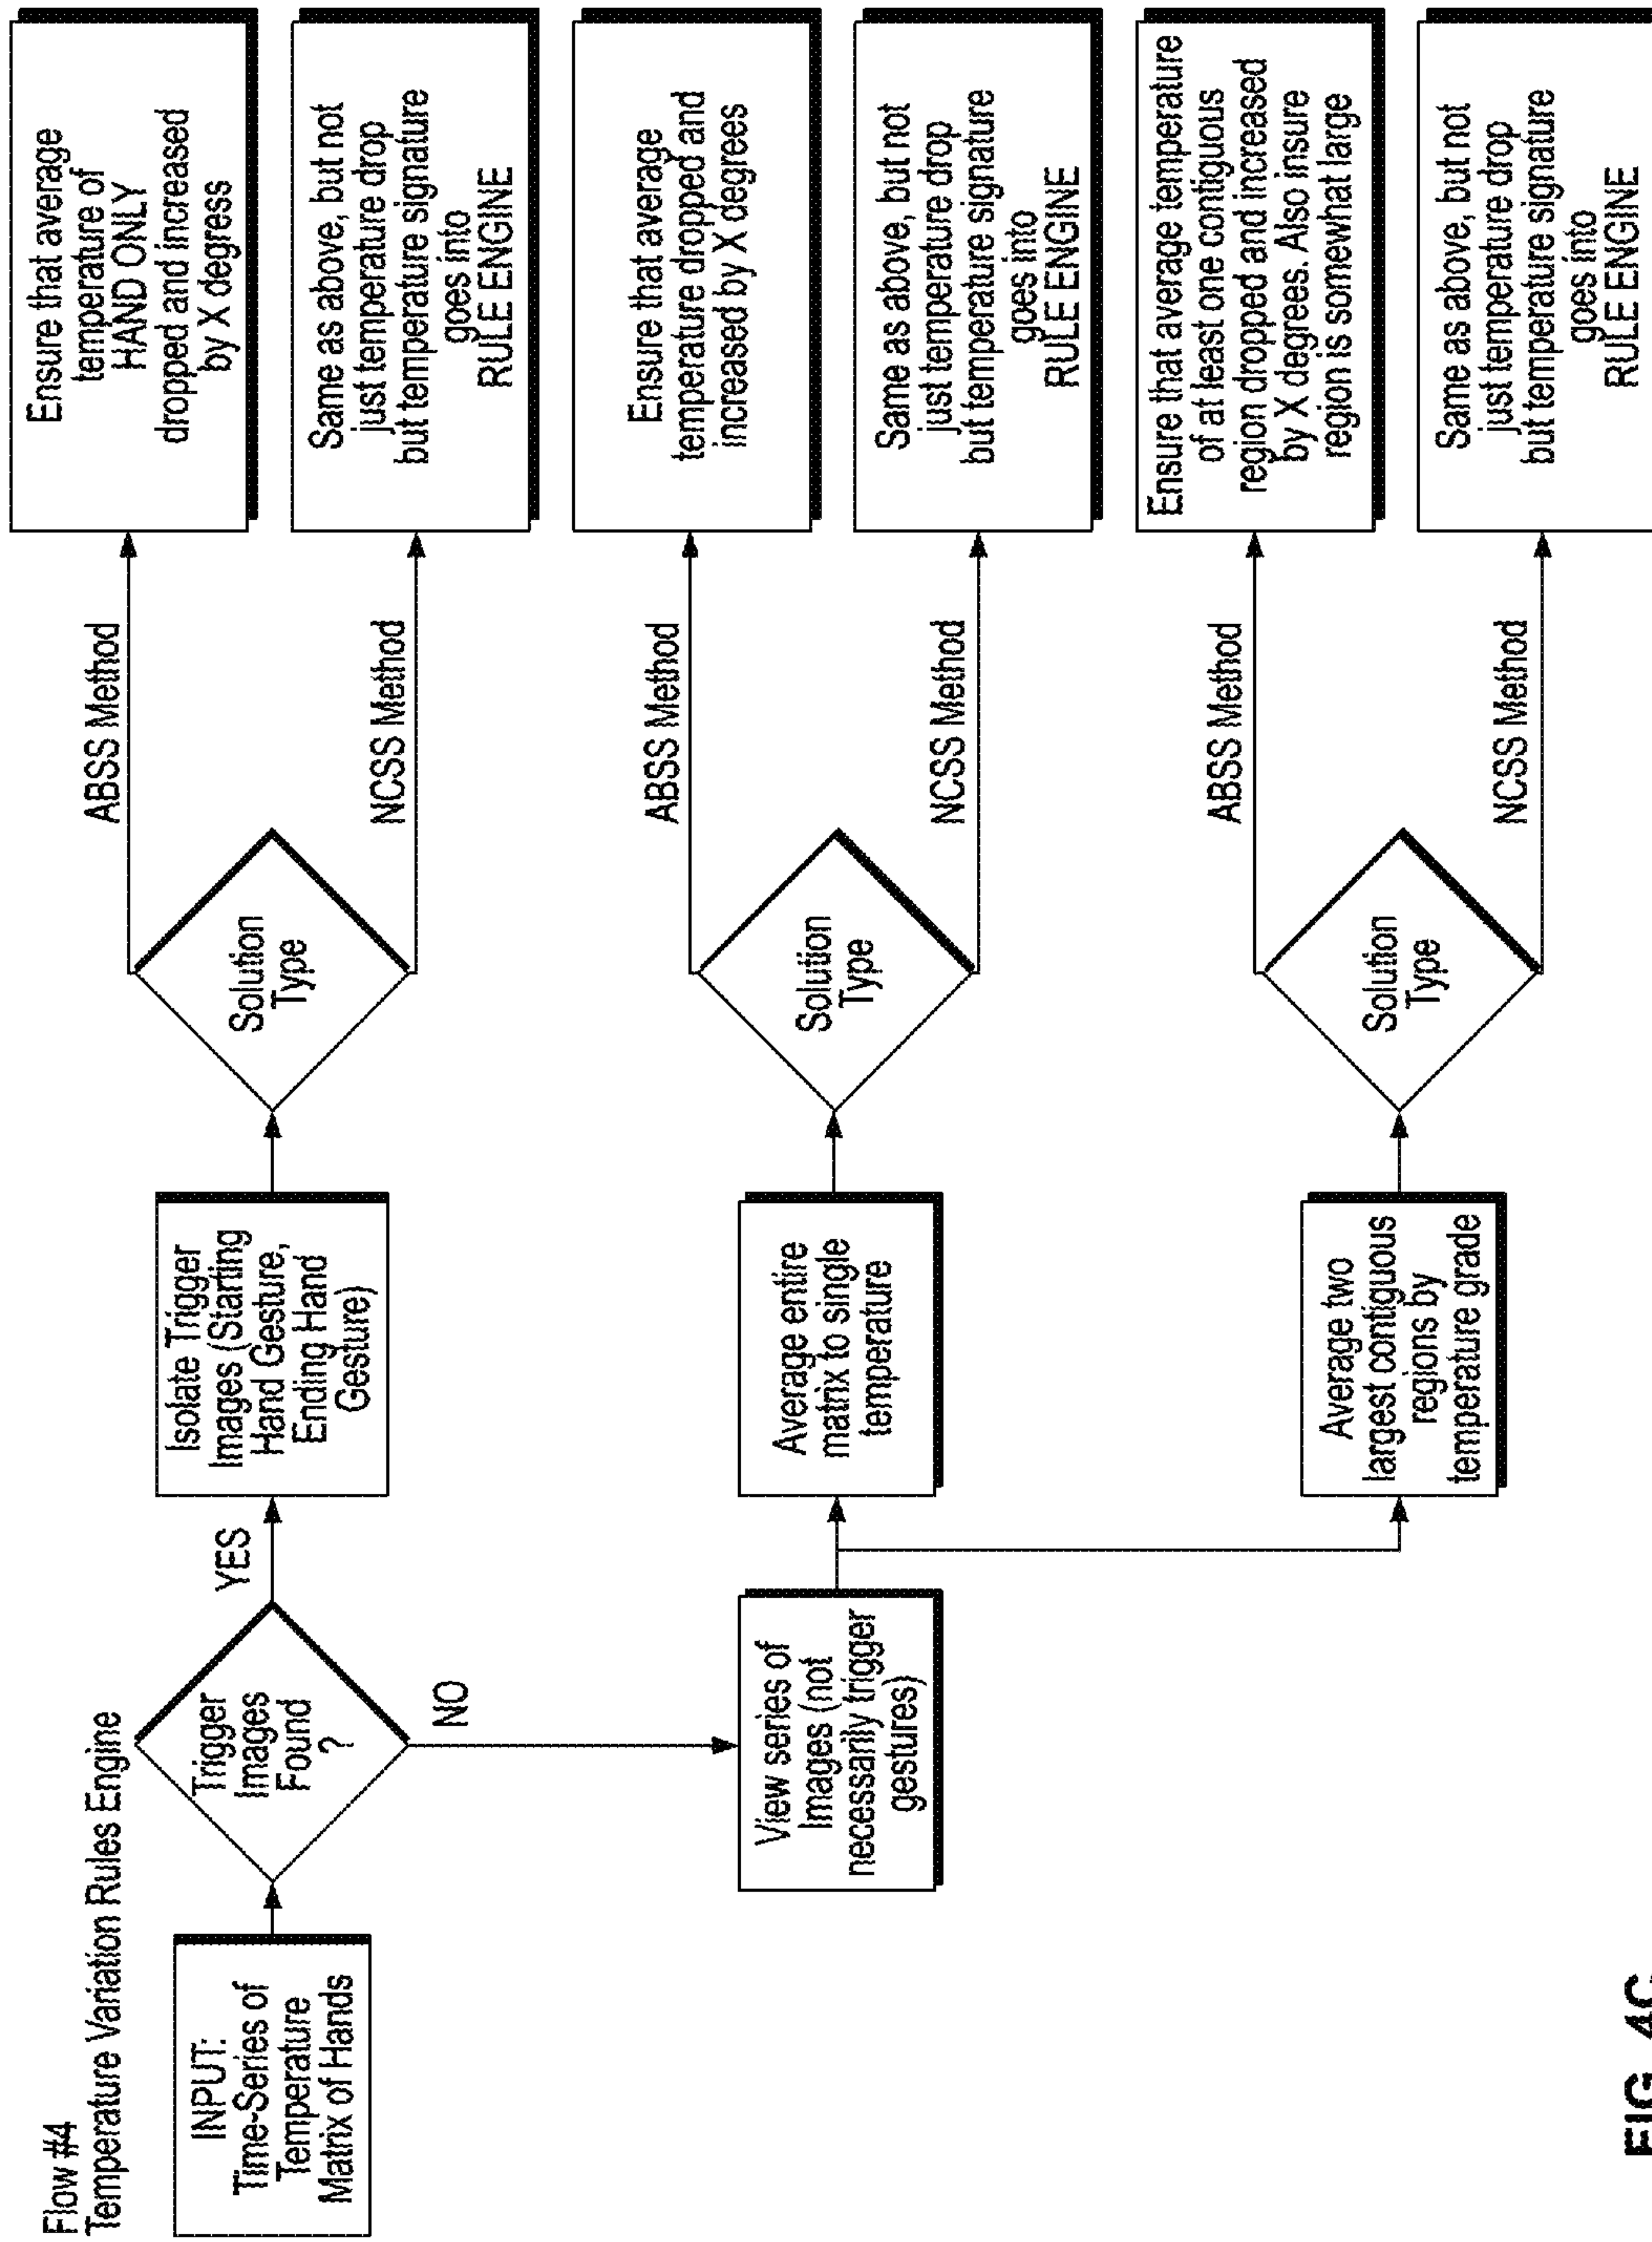 Flow #4
Temperature Variation Rules Engine
INPUT:
Time-Series of
Temperature
Matrix of Hands
Trigger
Images
Found
?
YES
NO
Isolate Trigger
Images (Starting
Hand Gesture,
Ending Hand
Gesture)
Solution
Type
ABSS Method
Ensure that average
temperature of
HAND ONLY
dropped and increased
by X degress
NCSS Method
Same as above, but not
just temperature drop
but temperature signature
goes into
RULE ENGINE
View series of
Images (not
necessarily trigger
gestures)
Average entire
matrix to single
temperature
Solution
Type
ABSS Method
Ensure that average
temperature dropped and
increased by X degrees
NCSS Method
Same as above, but not
just temperature drop
but temperature signature
goes into
RULE ENGINE
Average two
largest contiguous
regions by
temperature grade
Solution
Type
ABSS Method
Ensure that average temperature
of at least one contiguous
region dropped and increased
by X degrees. Also insure
region is somewhat large
NCSS Method
Same as above, but not
just temperature drop
but temperature signature
goes into
RULE ENGINE
FIG. 4C